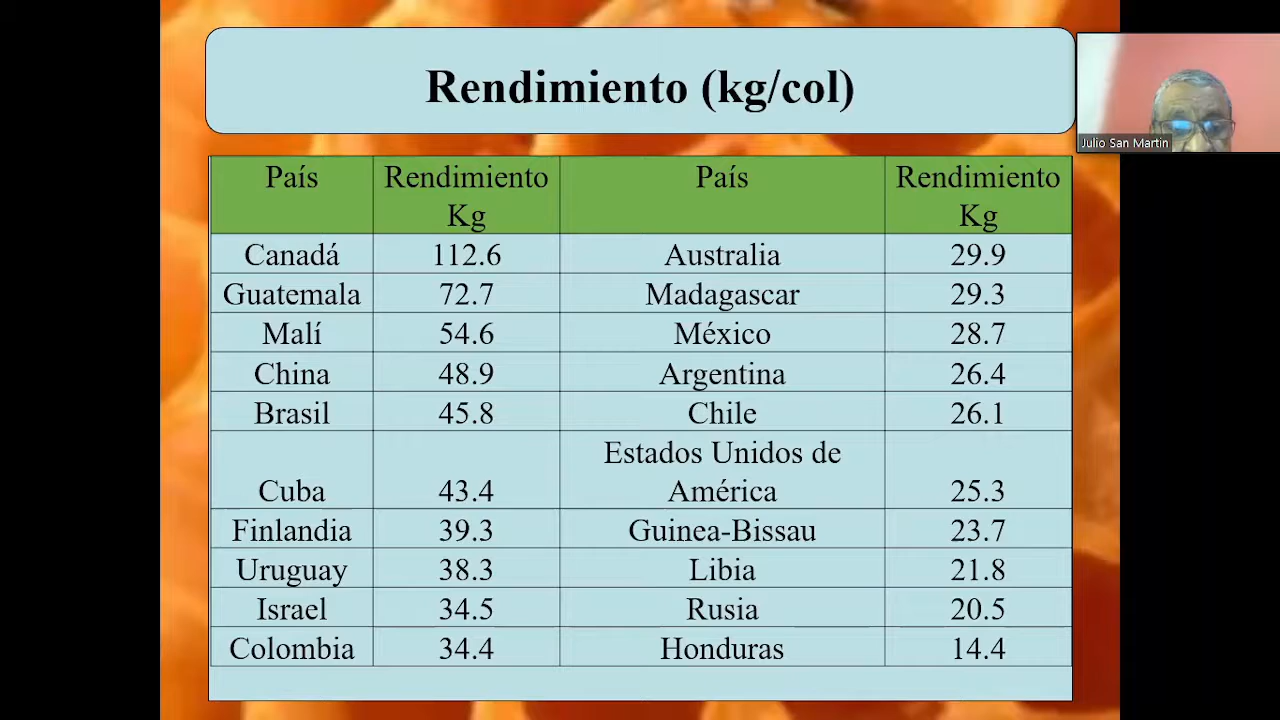 Rendimiento (kg/col)
Julio San Martin
País Rendimiento Kg País Rendimiento Kg
Canadá 112.6 Australia 29.9
Guatemala 72.7 Madagascar 29.3
Malí 54.6 México 28.7
China 48.9 Argentina 26.4
Brasil 45.8 Chile 26.1
Cuba 43.4 Estados Unidos de América 25.3
Finlandia 39.3 Guinea-Bissau 23.7
Uruguay 38.3 Libia 21.8
Israel 34.5 Rusia 20.5
Colombia 34.4 Honduras 14.4